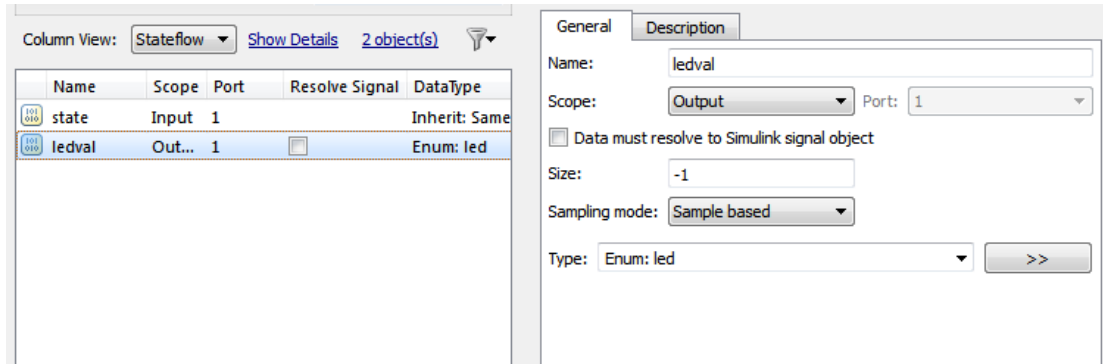 Column View: Stateflow Show Details 2 object(s)
Name Scope Port Resolve Signal DataType
state Input 1 Inherit: Same
ledval Out... 1 Enum: led
General Description
Name: ledval
Scope: Output Port: 1
Data must resolve to Simulink signal object
Size: -1
Sampling mode: Sample based
Type: Enum: led >>